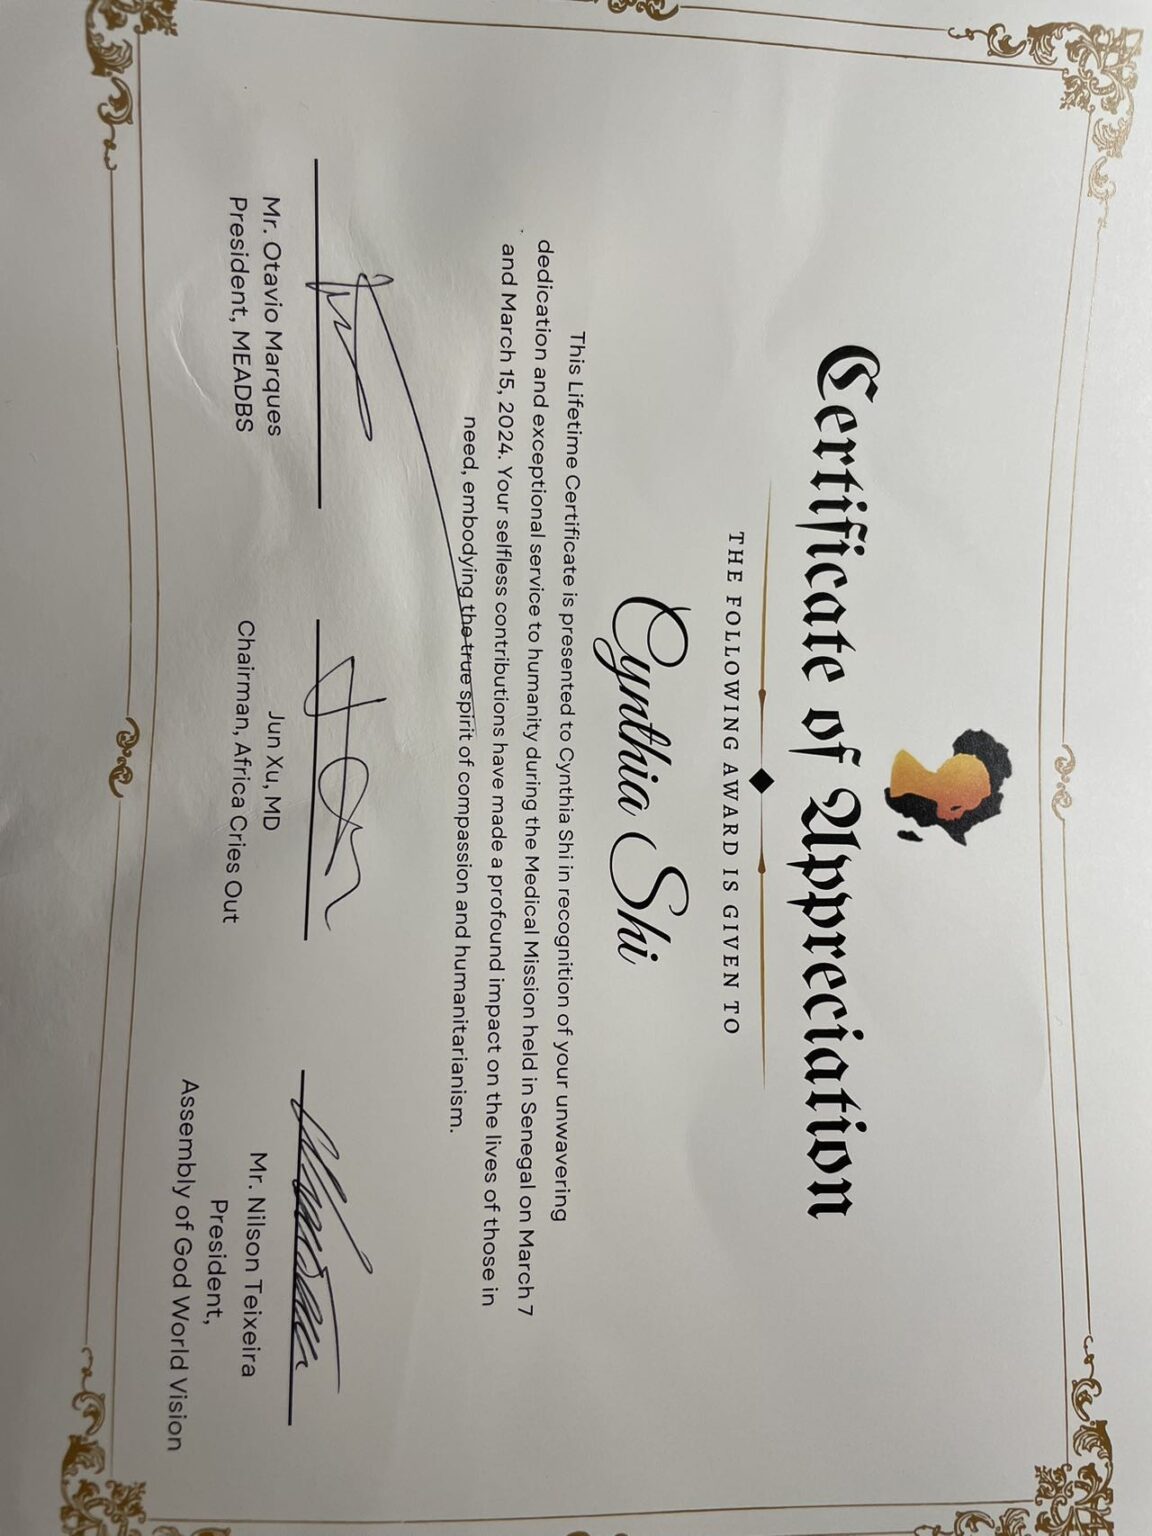 Certificate of Appreciation
THE FOLLOWING AWARD IS GIVEN TO
Cynthia Shi
This Lifetime Certificate is presented to Cynthia Shi in recognition of your unwavering
dedication and exceptional service to humanity during the Medical Mission held in Senegal on March 7
and March 15, 2024. Your selfless contributions have made a profound impact on the lives of those in
need, embodying the true spirit of compassion and humanitarianism.
Mr. Otavio Marques
President, MEADBS
Jun Xu, MD
Chairman, Africa Cries Out
Mr. Nilson Teixeira
President,
Assembly of God World Vision